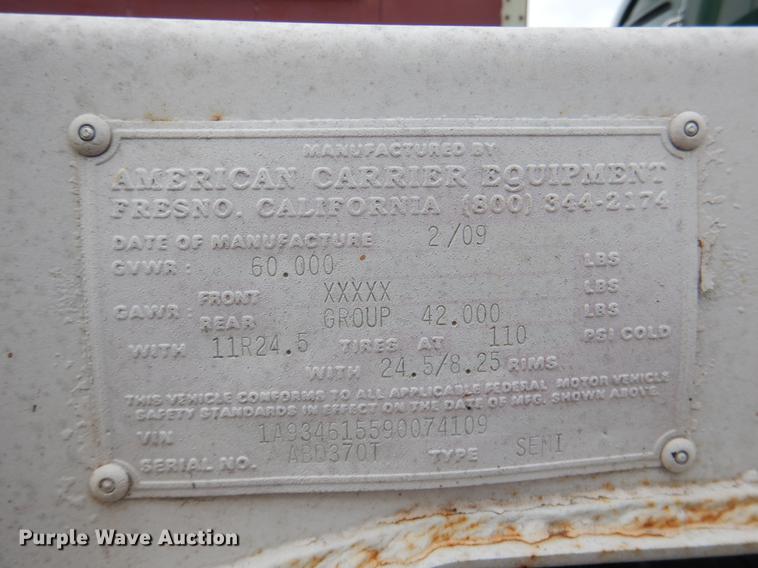 MANUFACTURED BY
AMERICAN CARRIER EQUIPMENT
FRESNO, CALIFORNIA (800) 344-2174
DATE OF MANUFACTURE 2/09
GVWR: 60.000 LBS
FRONT XXXXX LBS
GAWR: REAR GROUP 42.000 LBS
WITH 11R24.5 TIRES AT 110 PSI COLD
WITH 24.5/8.25 RIMS
THIS VEHICLE CONFORMS TO ALL APPLICABLE FEDERAL MOTOR VEHICLE
SAFETY STANDARDS IN EFFECT ON THE DATE OF MFG. SHOWN ABOVE.
VIN 1A934615590074109
SERIAL NO. ABD370T TYPE SEMI
Purple Wave Auction